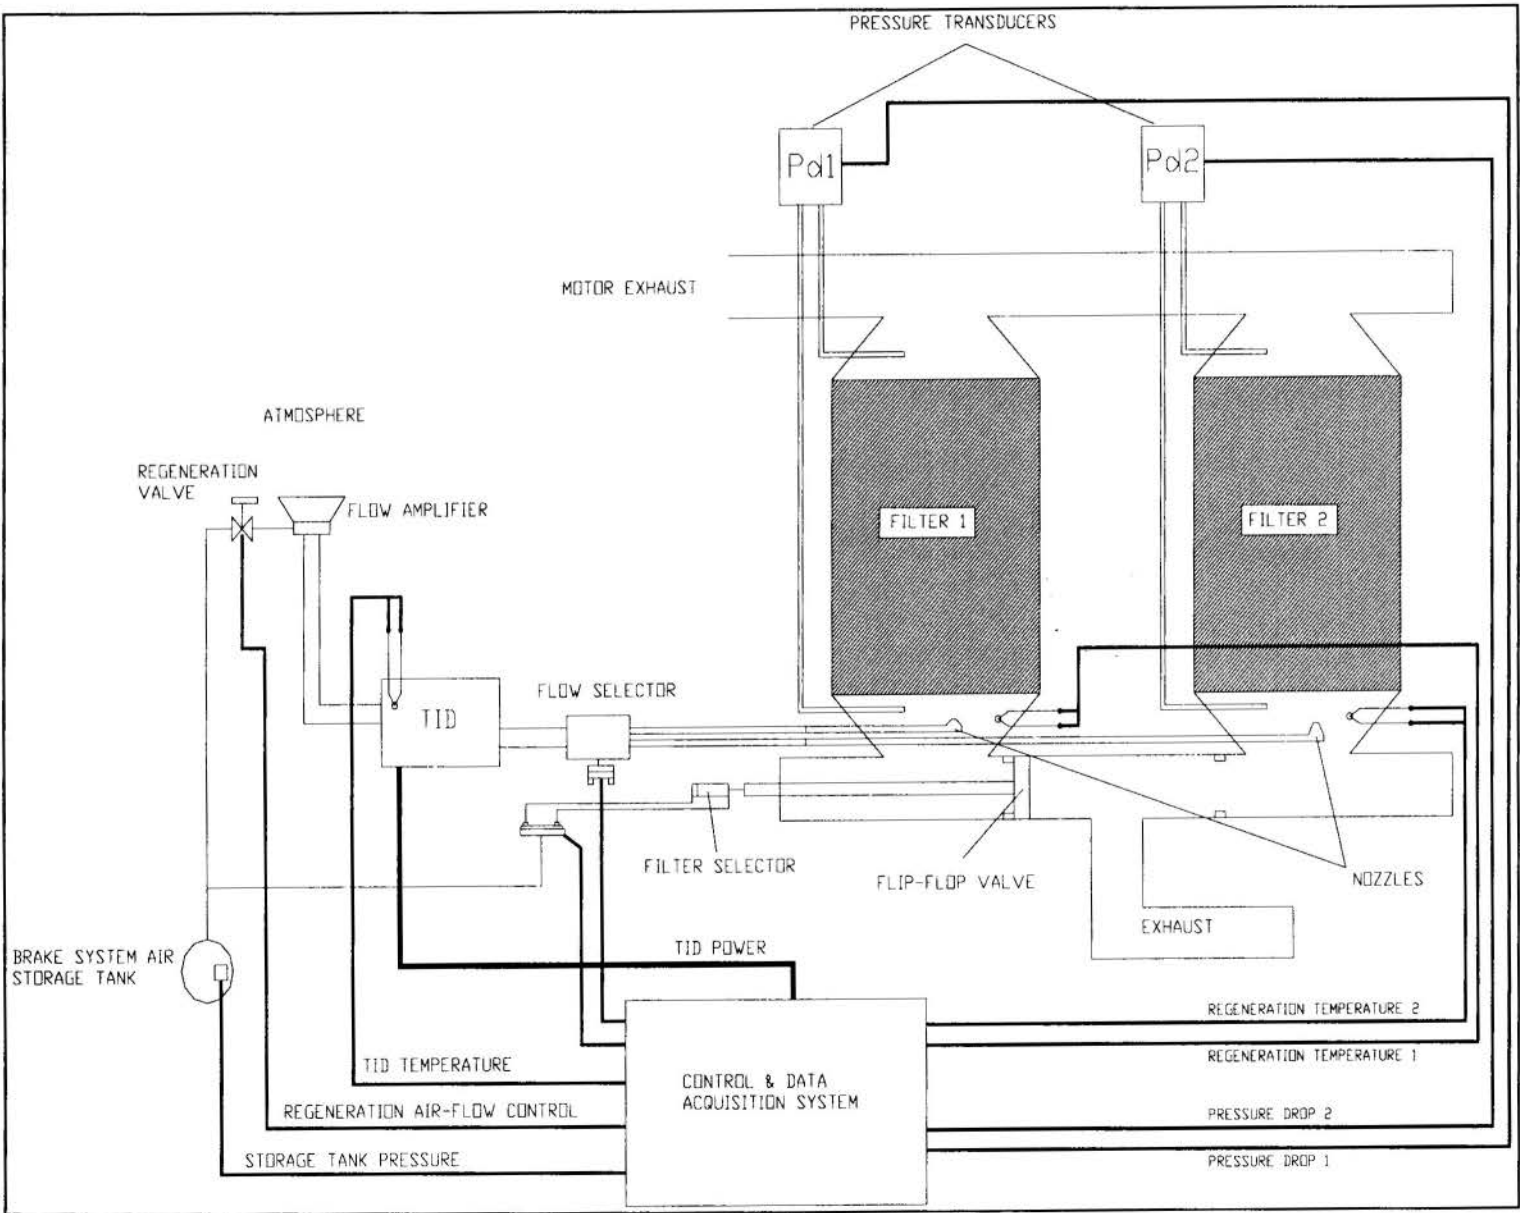 PRESSURE TRANSDUCERS
Pd1
Pd2
MOTOR EXHAUST
ATMOSPHERE
REGENERATION
VALVE
FLOW AMPLIFIER
FILTER 1
FILTER 2
FLOW SELECTOR
TID
FILTER SELECTOR
FLIP-FLOP VALVE
NOZZLES
EXHAUST
TID POWER
BRAKE SYSTEM AIR
STORAGE TANK
REGENERATION TEMPERATURE 2
TID TEMPERATURE
REGENERATION TEMPERATURE 1
CONTROL & DATA
ACQUISITION SYSTEM
REGENERATION AIR-FLOW CONTROL
PRESSURE DROP 2
STORAGE TANK PRESSURE
PRESSURE DROP 1